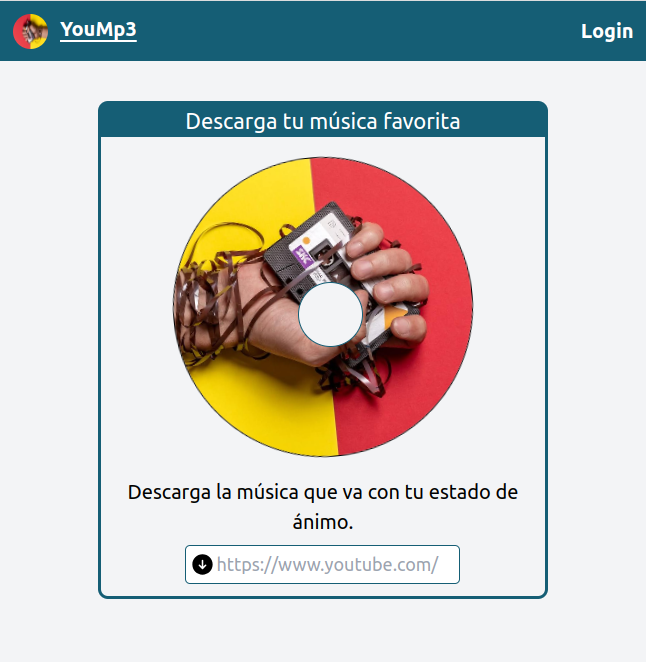 YouMp3
Login
Descarga tu música favorita
Descarga la música que va con tu estado de
ánimo.
https://www.youtube.com/